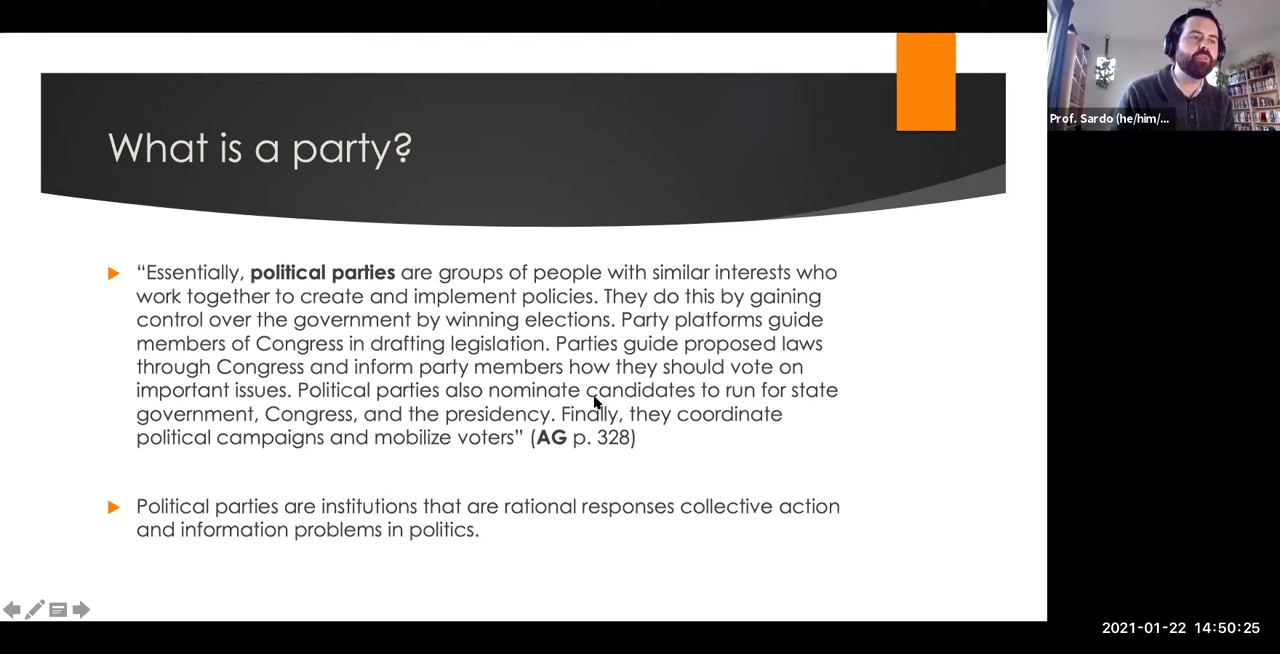 What is a party?
“Essentially, political parties are groups of people with similar interests who
work together to create and implement policies. They do this by gaining
control over the government by winning elections. Party platforms guide
members of Congress in drafting legislation. Parties guide proposed laws
through Congress and inform party members how they should vote on
important issues. Political parties also nominate candidates to run for state
government, Congress, and the presidency. Finally, they coordinate
political campaigns and mobilize voters” (AG p. 328)
Political parties are institutions that are rational responses collective action
and information problems in politics.
Prof. Sardo (he/him/...
2021-01-22 14:50:25